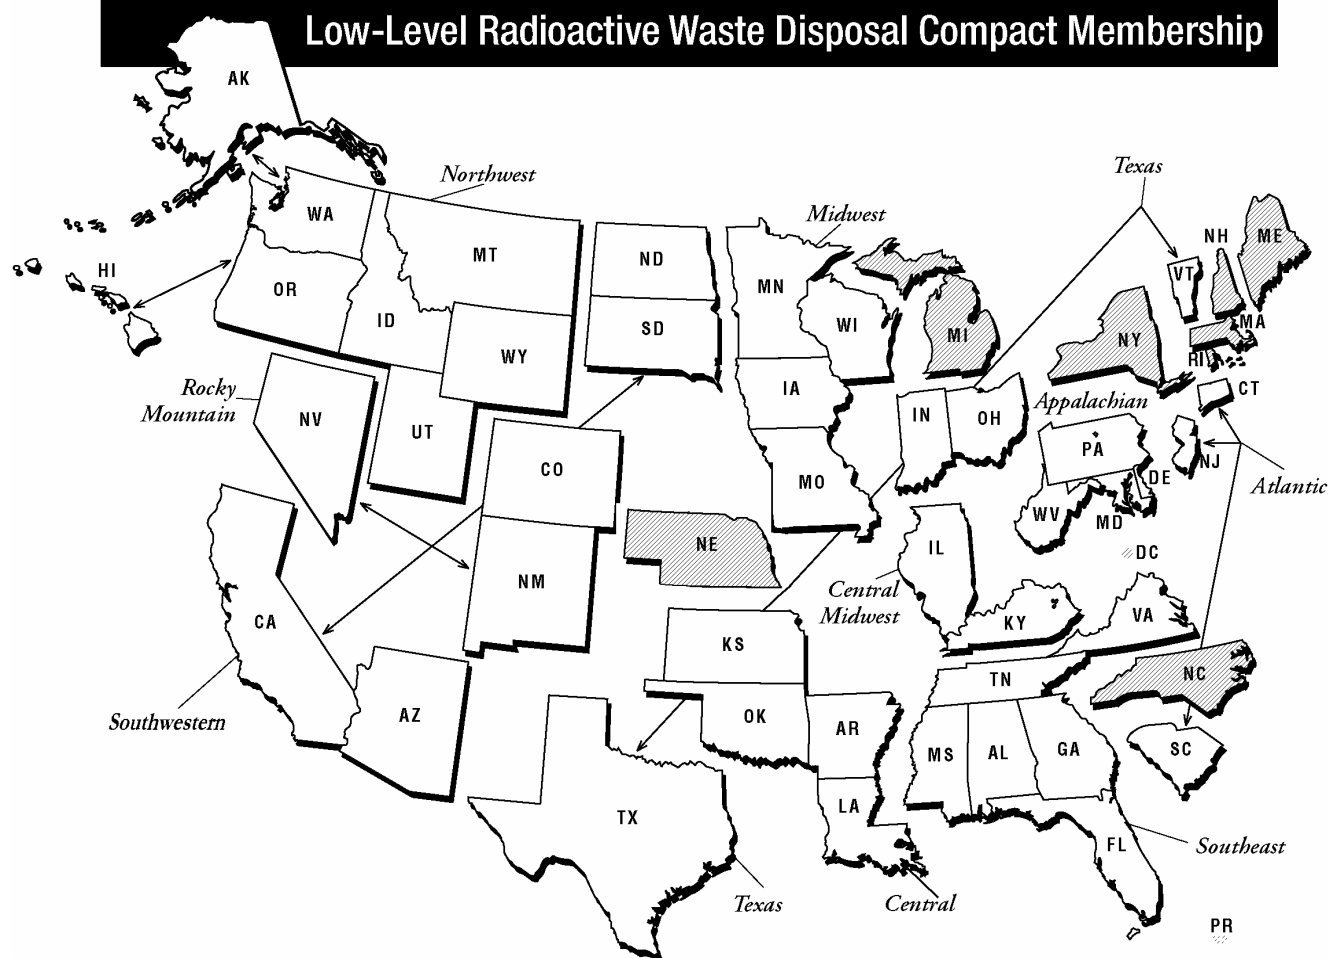 Low-Level Radioactive Waste Disposal Compact Membership
AK
Northwest
Texas
WA
MT
ND
MN
Midwest
NH
ME
HI
OR
ID
SD
WI
MI
VT
NY
MA
RI
WY
Rocky
Mountain
NV
UT
IA
IN
OH
Appalachian
CT
CO
MO
PA
NJ
DE
Atlantic
NE
IL
WV
MD
DC
NM
Central
Midwest
CA
KS
KY
VA
TN
NC
Southwestern
AZ
OK
AR
MS
AL
GA
SC
TX
LA
FL
Southeast
Texas
Central
PR